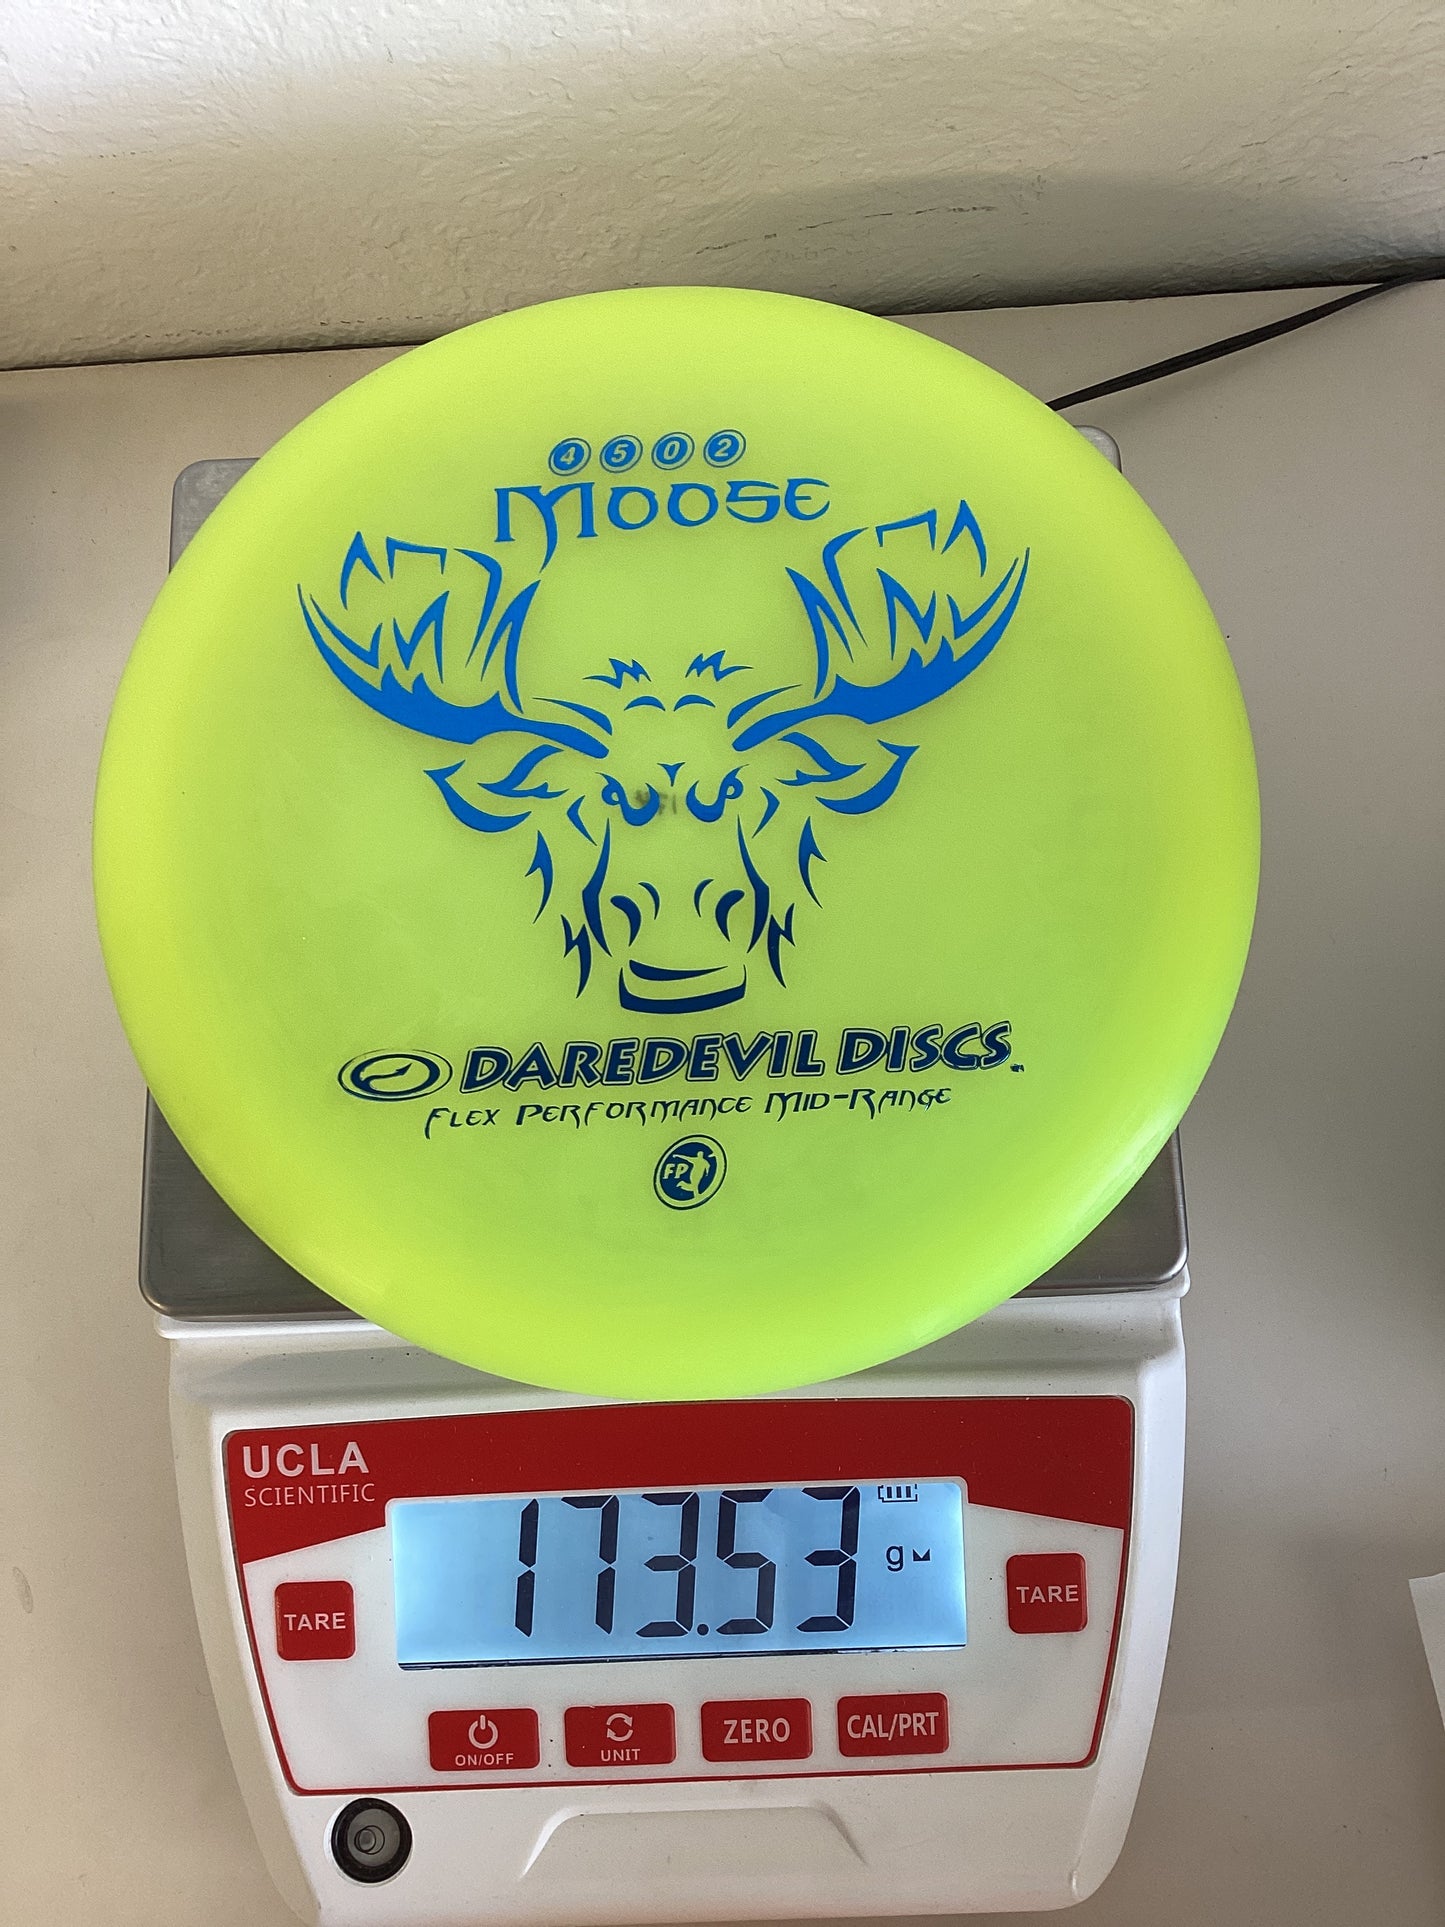 4 5 0 2
MOOSE
DAREDEVIL DISCS
FLEX PERFORMANCE MID-RANGE
FP
UCLA
SCIENTIFIC
173.53 g
TARE
TARE
ON/OFF
UNIT
ZERO
CAL/PRT